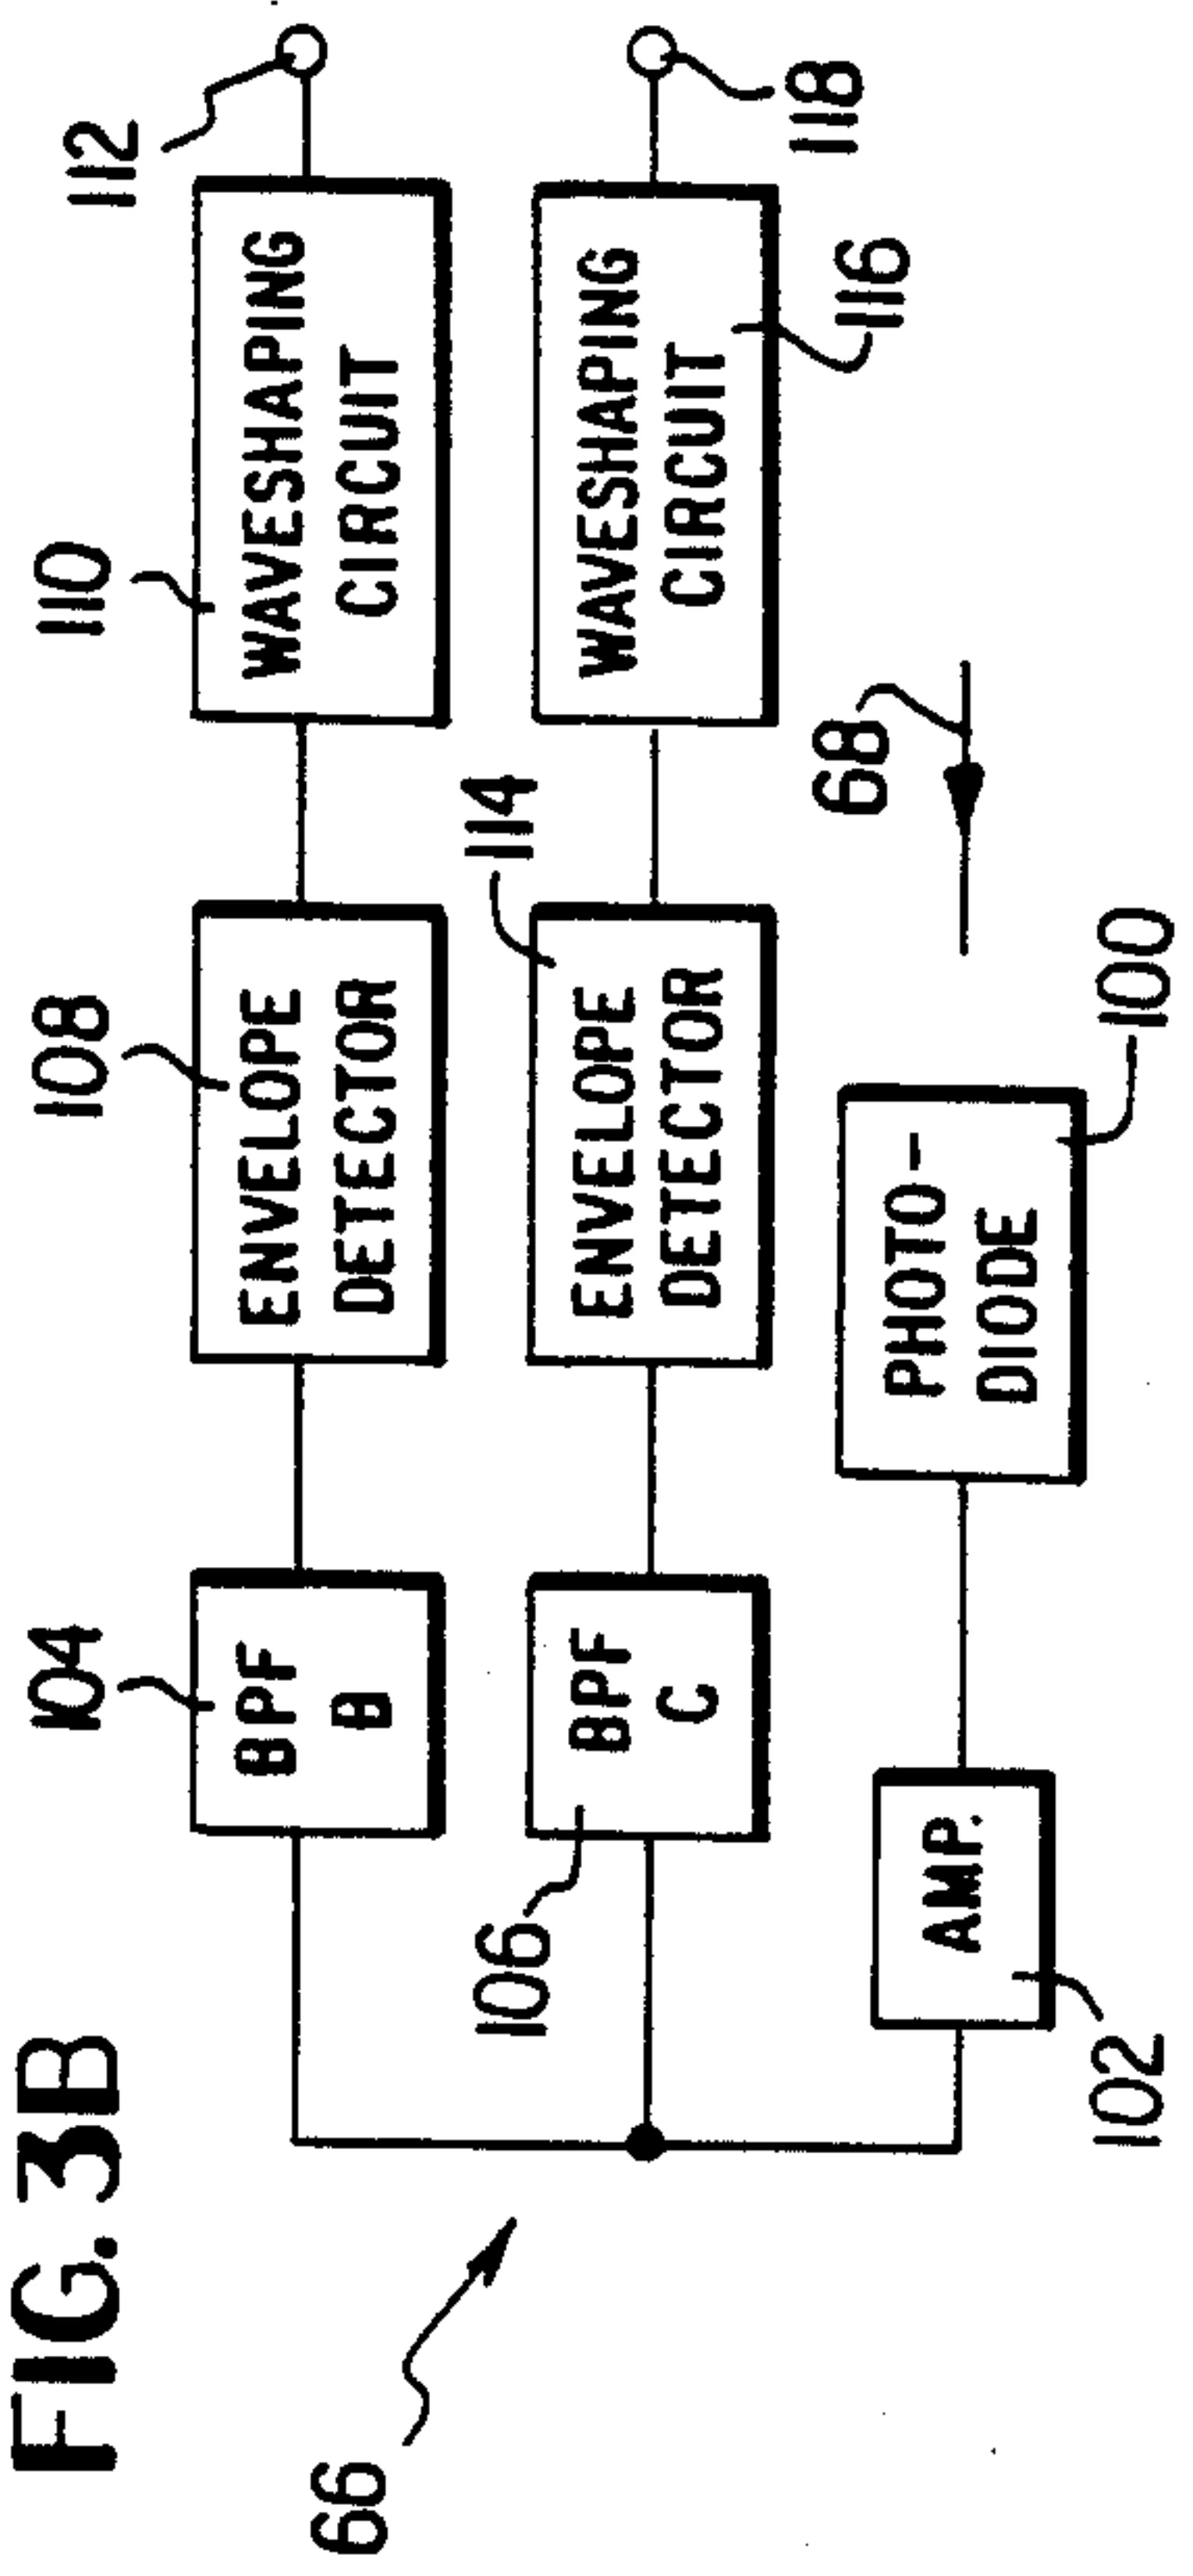 FIG. 3B
104
108
110
112
BPF
B
ENVELOPE
DETECTOR
WAVESHAPING
CIRCUIT
66
106
114
118
BPF
C
ENVELOPE
DETECTOR
WAVESHAPING
CIRCUIT
116
68
AMP.
PHOTO-
DIODE
102
100